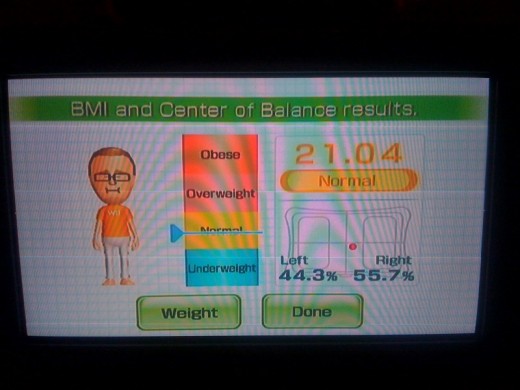 BMI and Center of Balance results.
Obese
Overweight
Normal
Underweight
21.04
Normal
Left Right
44.3% 55.7%
Weight Done